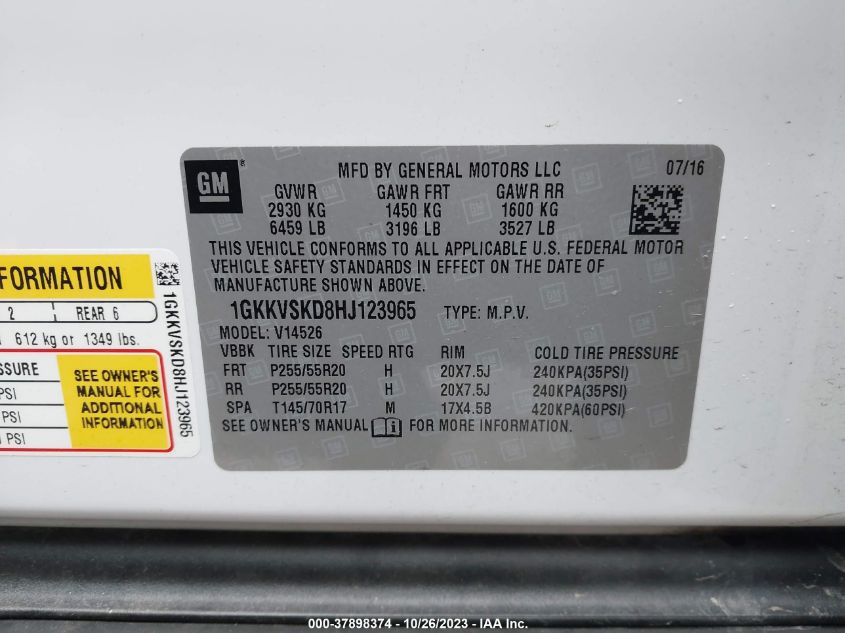 GM
®
MFD BY GENERAL MOTORS LLC
07/16
GVWR GAWR FRT GAWR RR
2930 KG 1450 KG 1600 KG
6459 LB 3196 LB 3527 LB
THIS VEHICLE CONFORMS TO ALL APPLICABLE U.S. FEDERAL MOTOR
VEHICLE SAFETY STANDARDS IN EFFECT ON THE DATE OF
MANUFACTURE SHOWN ABOVE.
1GKKVSKD8HJ123965 TYPE: M.P.V.
MODEL: V14526
VBBK TIRE SIZE SPEED RTG RIM COLD TIRE PRESSURE
FRT P255/55R20 H 20X7.5J 240KPA(35PSI)
RR P255/55R20 H 20X7.5J 240KPA(35PSI)
SPA T145/70R17 M 17X4.5B 420KPA(60PSI)
SEE OWNER'S MANUAL i FOR MORE INFORMATION.
FORMATION
2 REAR 6
612 kg or 1349 lbs.
SSURE
PSI
PSI
PSI
SEE OWNER'S
MANUAL FOR
ADDITIONAL
INFORMATION
1GKKVSKD8HJ123965
000-37898374 - 10/26/2023 - IAA Inc.